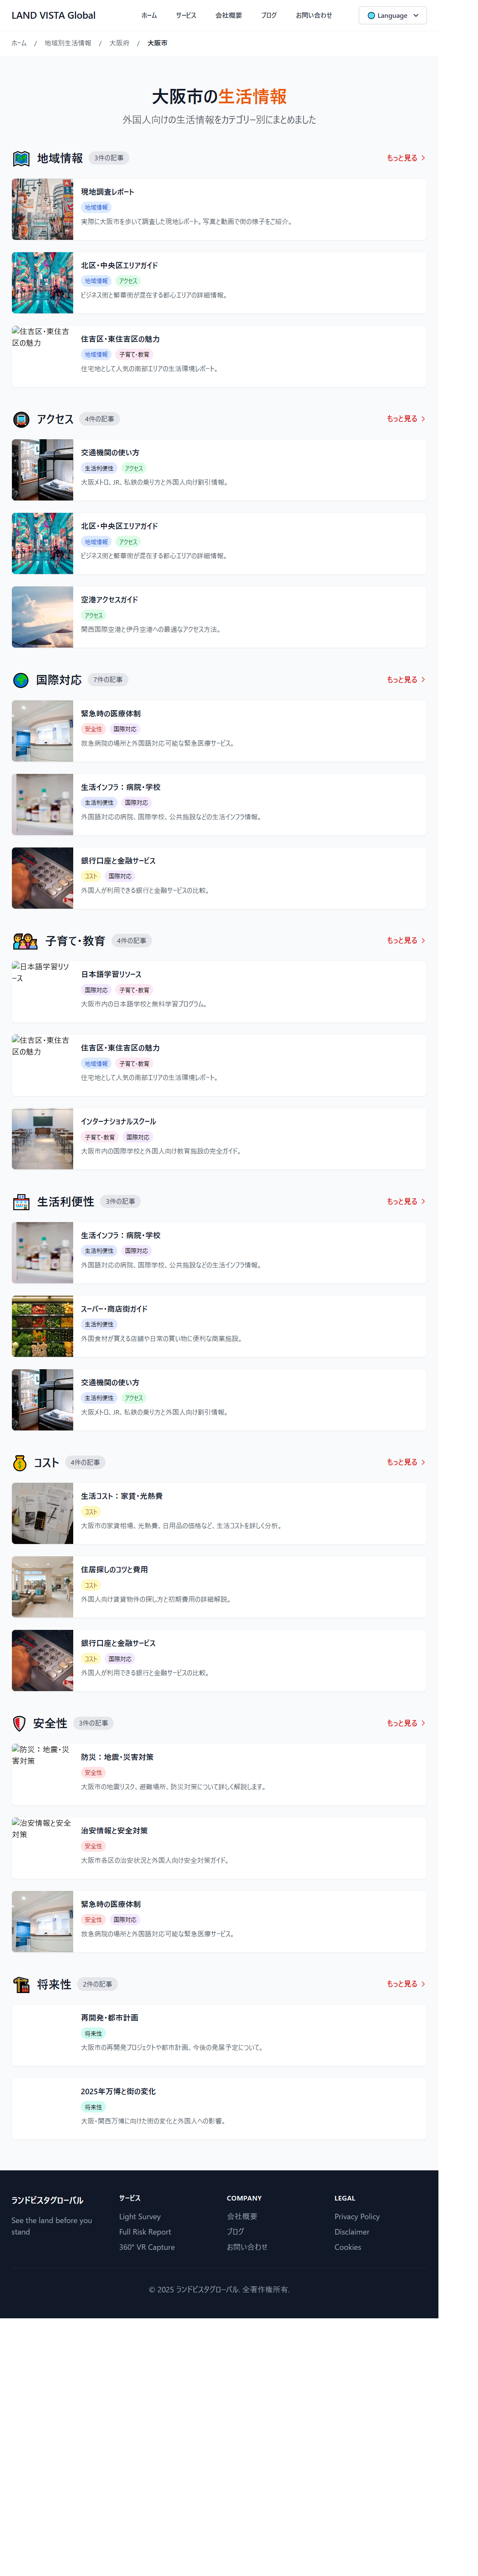 LAND VISTA Global
ホーム
サービス
会社概要
ブログ
お問い合わせ
Language
ホーム / 地域別生活情報 / 大阪府 / 大阪市
大阪市の生活情報
外国人向けの生活情報をカテゴリー別にまとめました
地域情報 3件の記事 もっと見る
現地調査レポート
地域情報
実際に大阪市を歩いて調査した現地レポート。写真と動画で街の様子をご紹介。
北区・中央区エリアガイド
地域情報 アクセス
ビジネス街と繁華街が混在する都心エリアの詳細情報。
住吉区・東住吉区の魅力
住吉区・東住吉区の魅力
地域情報 子育て・教育
住宅地として人気の南部エリアの生活環境レポート。
アクセス 4件の記事 もっと見る
交通機関の使い方
生活利便性 アクセス
大阪メトロ、JR、私鉄の乗り方と外国人向け割引情報。
北区・中央区エリアガイド
地域情報 アクセス
ビジネス街と繁華街が混在する都心エリアの詳細情報。
空港アクセスガイド
アクセス
関西国際空港と伊丹空港への最適なアクセス方法。
国際対応 7件の記事 もっと見る
緊急時の医療体制
安全性 国際対応
救急病院の場所と外国語対応可能な緊急医療サービス。
生活インフラ：病院・学校
生活利便性 国際対応
外国語対応の病院、国際学校、公共施設などの生活インフラ情報。
銀行口座と金融サービス
コスト 国際対応
外国人が利用できる銀行と金融サービスの比較。
子育て・教育 4件の記事 もっと見る
日本語学習リソース
日本語学習リソース
国際対応 子育て・教育
大阪市内の日本語学校と無料学習プログラム。
住吉区・東住吉区の魅力
住吉区・東住吉区の魅力
地域情報 子育て・教育
住宅地として人気の南部エリアの生活環境レポート。
インターナショナルスクール
子育て・教育 国際対応
大阪市内の国際学校と外国人向け教育施設の完全ガイド。
生活利便性 3件の記事 もっと見る
生活インフラ：病院・学校
生活利便性 国際対応
外国語対応の病院、国際学校、公共施設などの生活インフラ情報。
スーパー・商店街ガイド
生活利便性
外国食材が買える店舗や日常の買い物に便利な商業施設。
交通機関の使い方
生活利便性 アクセス
大阪メトロ、JR、私鉄の乗り方と外国人向け割引情報。
コスト 4件の記事 もっと見る
生活コスト：家賃・光熱費
コスト
大阪市の家賃相場、光熱費、日用品の価格など、生活コストを詳しく分析。
住居探しのコツと費用
コスト
外国人向け賃貸物件の探し方と初期費用の詳細解説。
銀行口座と金融サービス
コスト 国際対応
外国人が利用できる銀行と金融サービスの比較。
安全性 3件の記事 もっと見る
防災：地震・災害対策
防災：地震・災害対策
安全性
大阪市の地震リスク、避難場所、防災対策について詳しく解説します。
治安情報と安全対策
治安情報と安全対策
安全性
大阪市各区の治安状況と外国人向け安全対策ガイド。
緊急時の医療体制
安全性 国際対応
救急病院の場所と外国語対応可能な緊急医療サービス。
将来性 2件の記事 もっと見る
再開発・都市計画
将来性
大阪市の再開発プロジェクトや都市計画、今後の発展予定について。
2025年万博と街の変化
将来性
大阪・関西万博に向けた街の変化と外国人への影響。
ランドビスタグローバル
See the land before you stand
サービス
Light Survey
Full Risk Report
360° VR Capture
COMPANY
会社概要
ブログ
お問い合わせ
LEGAL
Privacy Policy
Disclaimer
Cookies
© 2025 ランドビスタグローバル. 全著作権所有.